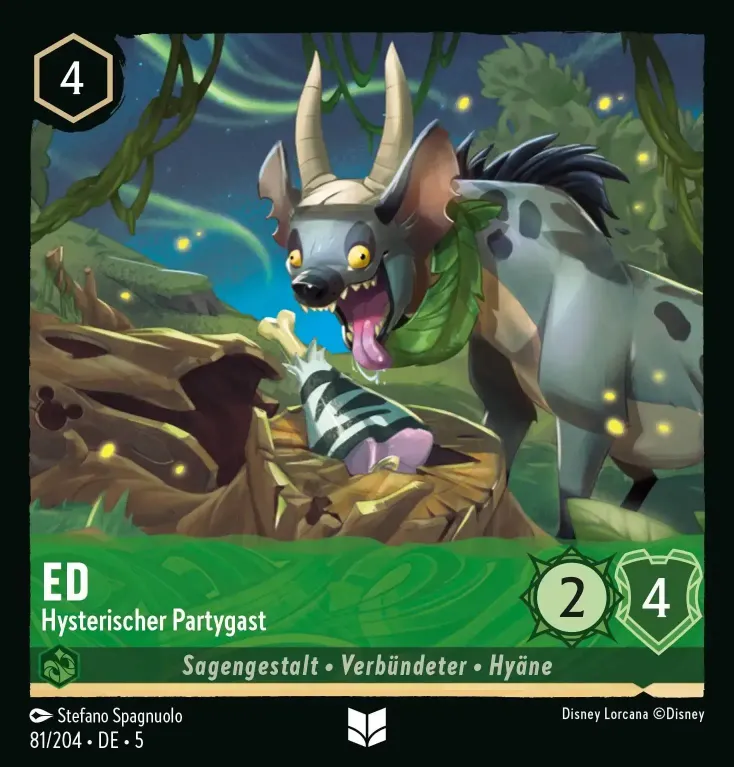 4
ED
Hysterischer Partygast
2
4
Sagengestalt • Verbündeter • Hyäne
Stefano Spagnuolo
Disney Lorcana ©Disney
81/204 • DE • 5